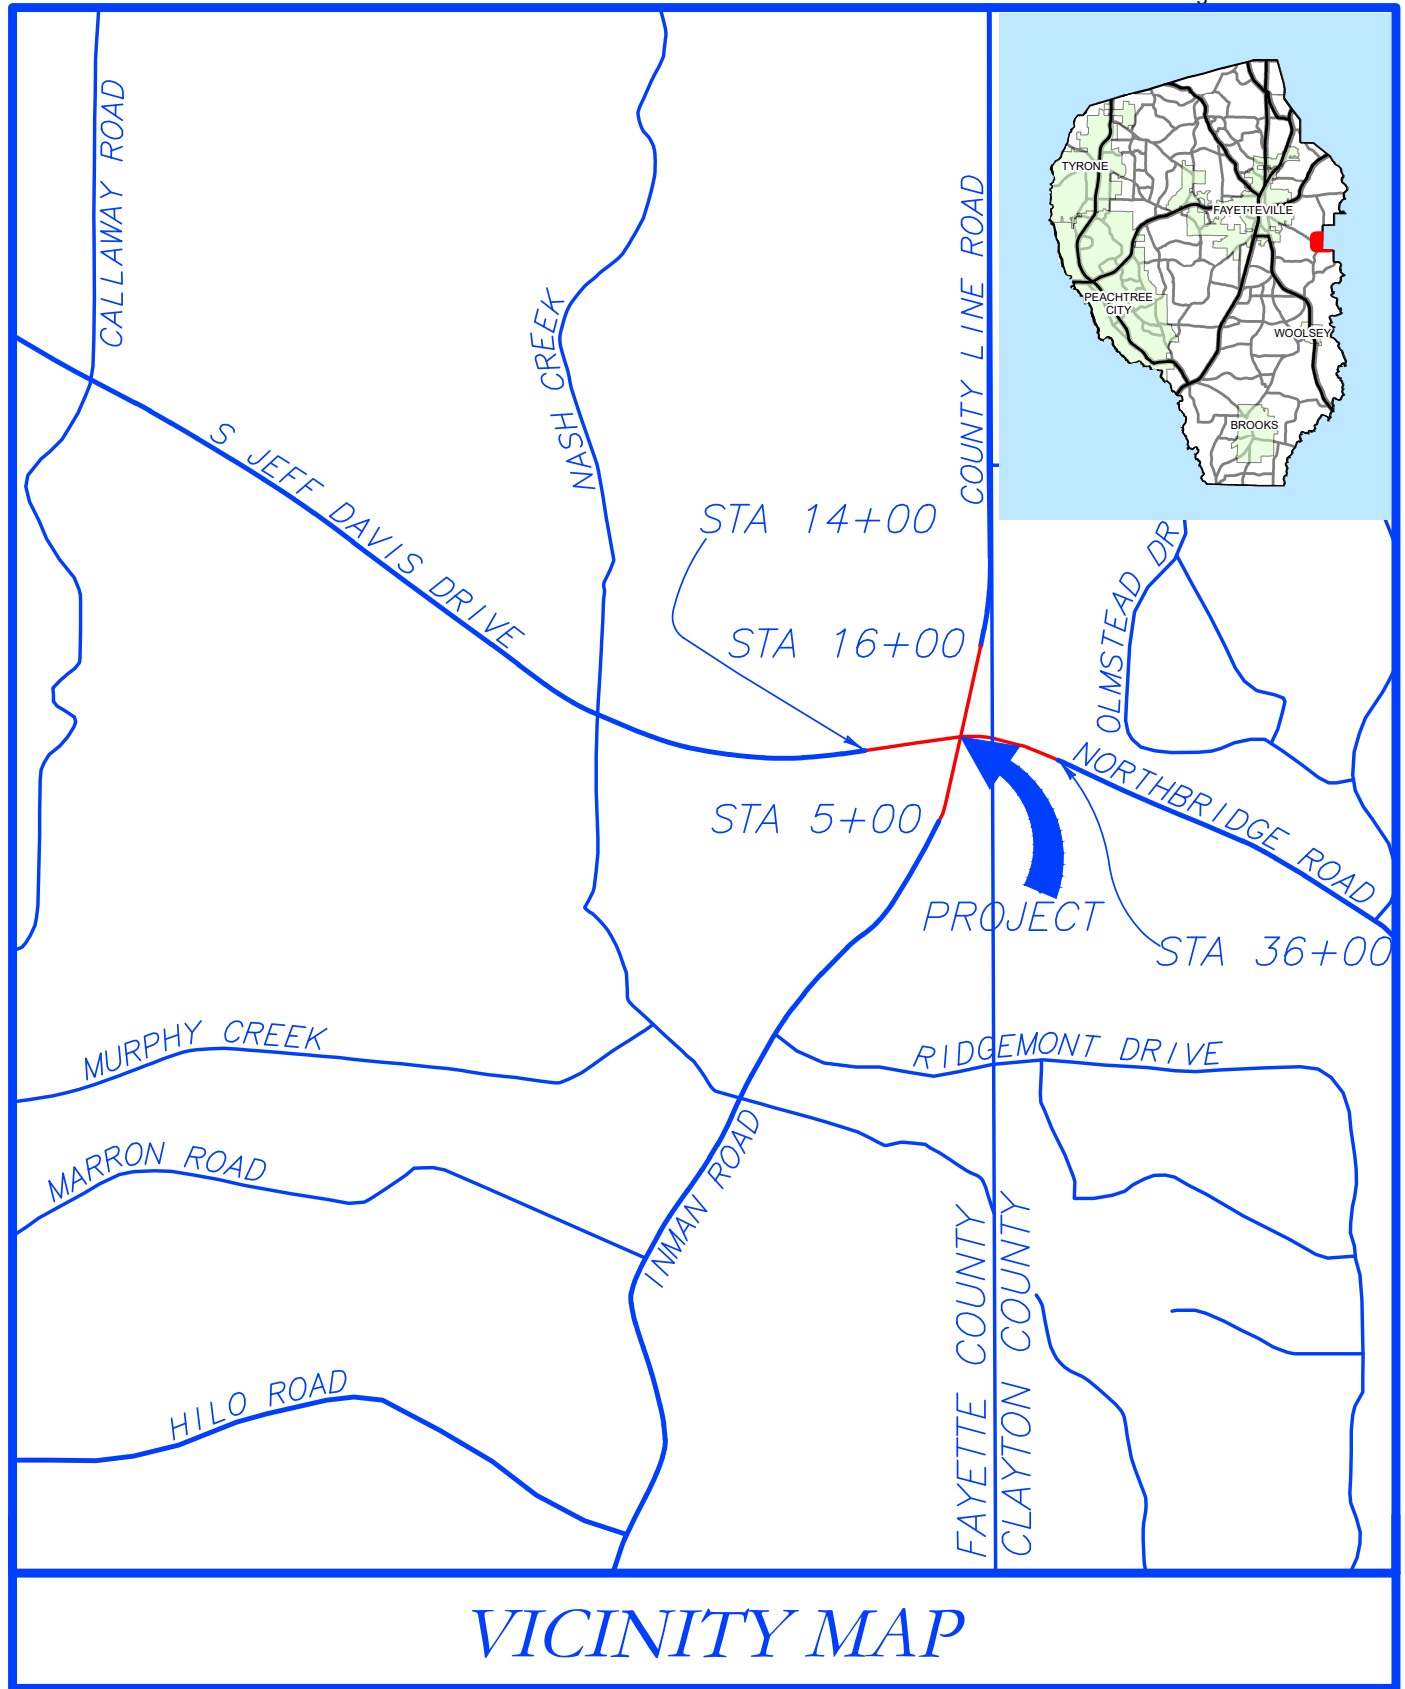 CALLAWAY ROAD
COUNTY LINE ROAD
TYRONE
FAYETTEVILLE
PEACHTREE
CITY
WOOLSEY
BROOKS
NASH CREEK
S JEFF DAVIS DRIVE
STA 14+00
OLMSTEAD DR
STA 16+00
NORTHBRIDGE ROAD
STA 5+00
PROJECT
STA 36+00
MURPHY CREEK
RIDGEMONT DRIVE
MARRON ROAD
INMAN ROAD
FAYETTE COUNTY
CLAYTON COUNTY
HILO ROAD
VICINITY MAP